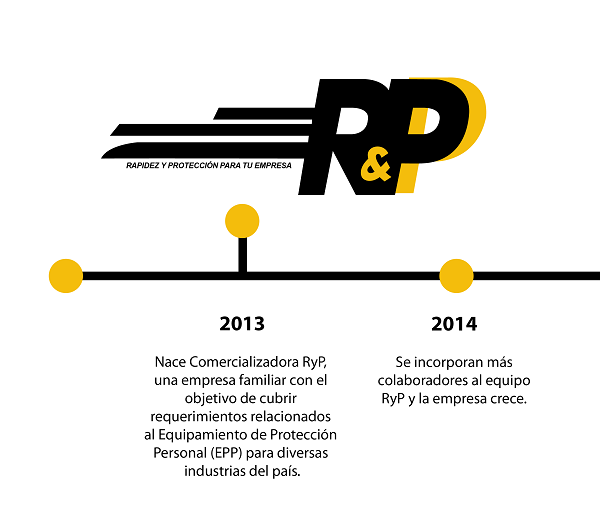 R&P
RAPIDEZ Y PROTECCIÓN PARA TU EMPRESA
2013
Nace Comercializadora RyP,
una empresa familiar con el
objetivo de cubrir
requerimientos relacionados
al Equipamiento de Protección
Personal (EPP) para diversas
industrias del país.
2014
Se incorporan más
colaboradores al equipo
RyP y la empresa crece.